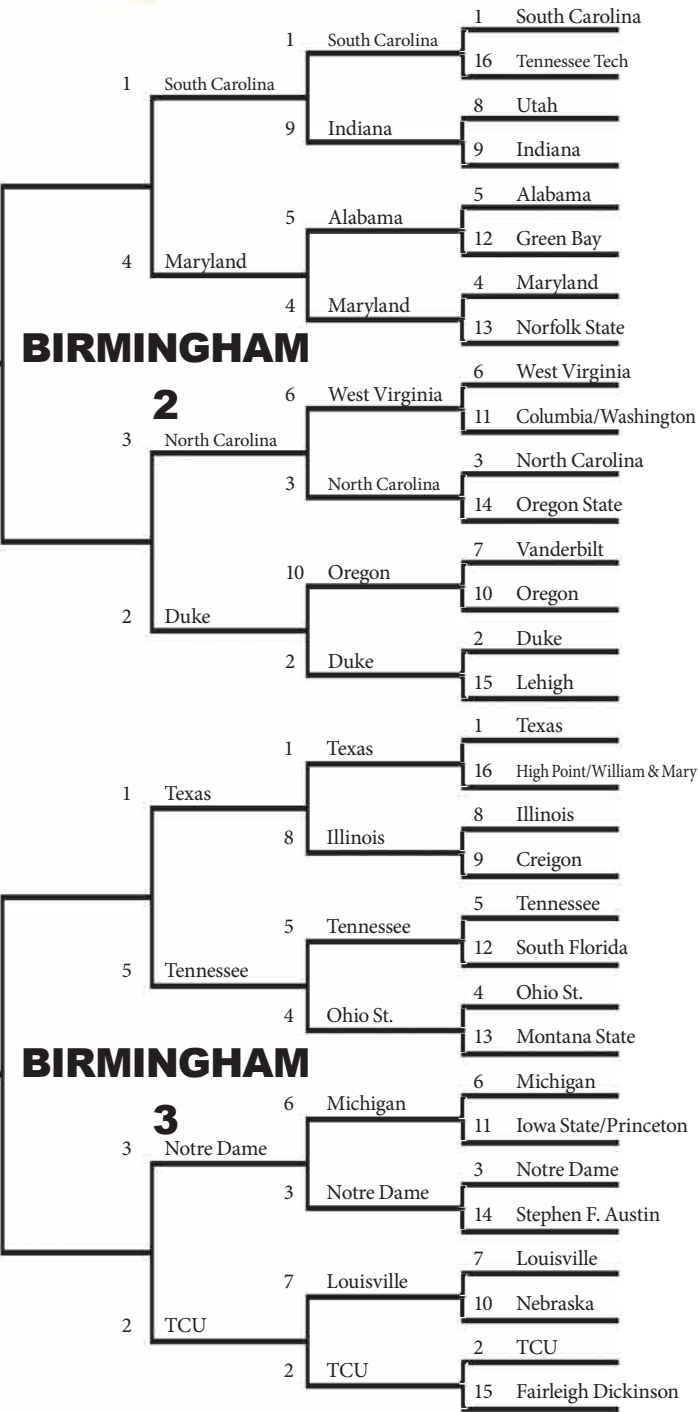 1 South Carolina
1 South Carolina
16 Tennessee Tech
1 South Carolina
8 Utah
9 Indiana
9 Indiana
5 Alabama
5 Alabama
12 Green Bay
4 Maryland
4 Maryland
4 Maryland
13 Norfolk State
BIRMINGHAM
2
6 West Virginia
6 West Virginia
11 Columbia/Washington
3 North Carolina
3 North Carolina
3 North Carolina
14 Oregon State
7 Vanderbilt
10 Oregon
10 Oregon
2 Duke
2 Duke
2 Duke
15 Lehigh
1 Texas
1 Texas
16 High Point/William & Mary
1 Texas
8 Illinois
8 Illinois
9 Creigon
5 Tennessee
5 Tennessee
12 South Florida
5 Tennessee
4 Ohio St.
4 Ohio St.
13 Montana State
BIRMINGHAM
3
6 Michigan
6 Michigan
11 Iowa State/Princeton
3 Notre Dame
3 Notre Dame
3 Notre Dame
14 Stephen F. Austin
7 Louisville
7 Louisville
10 Nebraska
2 TCU
2 TCU
2 TCU
15 Fairleigh Dickinson